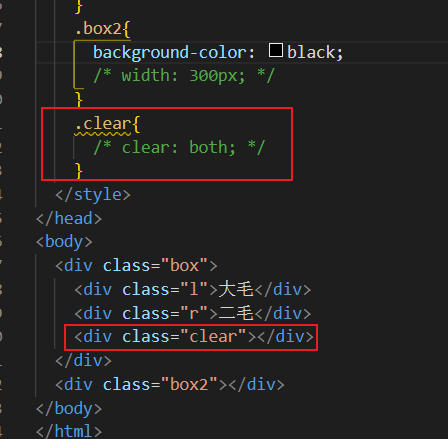 }
.box2{
background-color: black;
/* width: 300px; */
}
.clear{
/* clear: both; */
}
</style>
</head>
<body>
<div class="box">
<div class="l">大毛</div>
<div class="r">二毛</div>
<div class="clear"></div>
</div>
<div class="box2"></div>
</body>
</html>